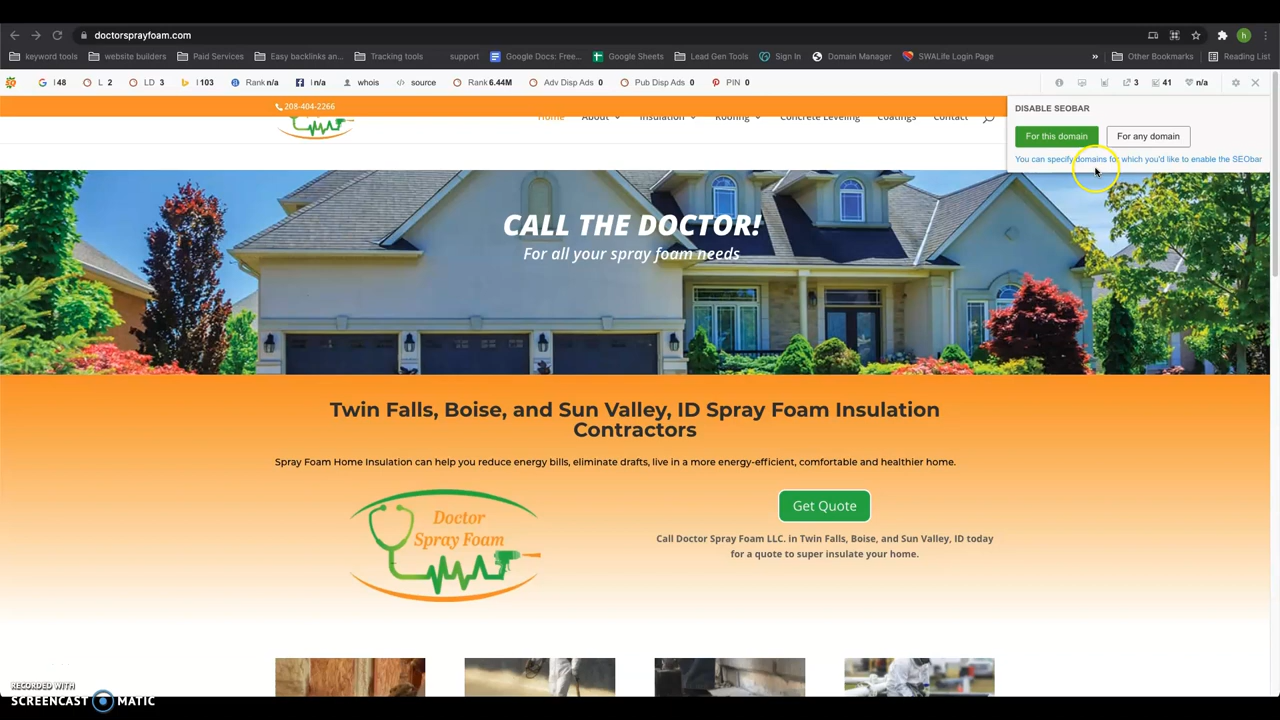 doctorsprayfoam.com
keyword tools website builders Paid Services Easy backlinks an... Tracking tools support Google Docs: Free... Google Sheets Lead Gen Tools Sign In Domain Manager SWALife Login Page » Other Bookmarks Reading List
I 48 L 2 LD 3 I 103 Rank n/a I n/a whois source Rank 6.44M Adv Disp Ads 0 Pub Disp Ads 0 PIN 0 3 41 n/a
208-404-2266
Home About Insulation Roofing Concrete Leveling Coatings Contact
DISABLE SEOBAR
For this domain For any domain
You can specify domains for which you'd like to enable the SEObar
CALL THE DOCTOR!
For all your spray foam needs
Twin Falls, Boise, and Sun Valley, ID Spray Foam Insulation
Contractors
Spray Foam Home Insulation can help you reduce energy bills, eliminate drafts, live in a more energy-efficient, comfortable and healthier home.
Doctor
Spray Foam
Get Quote
Call Doctor Spray Foam LLC. in Twin Falls, Boise, and Sun Valley, ID today
for a quote to super insulate your home.
RECORDED WITH
SCREENCAST MATIC